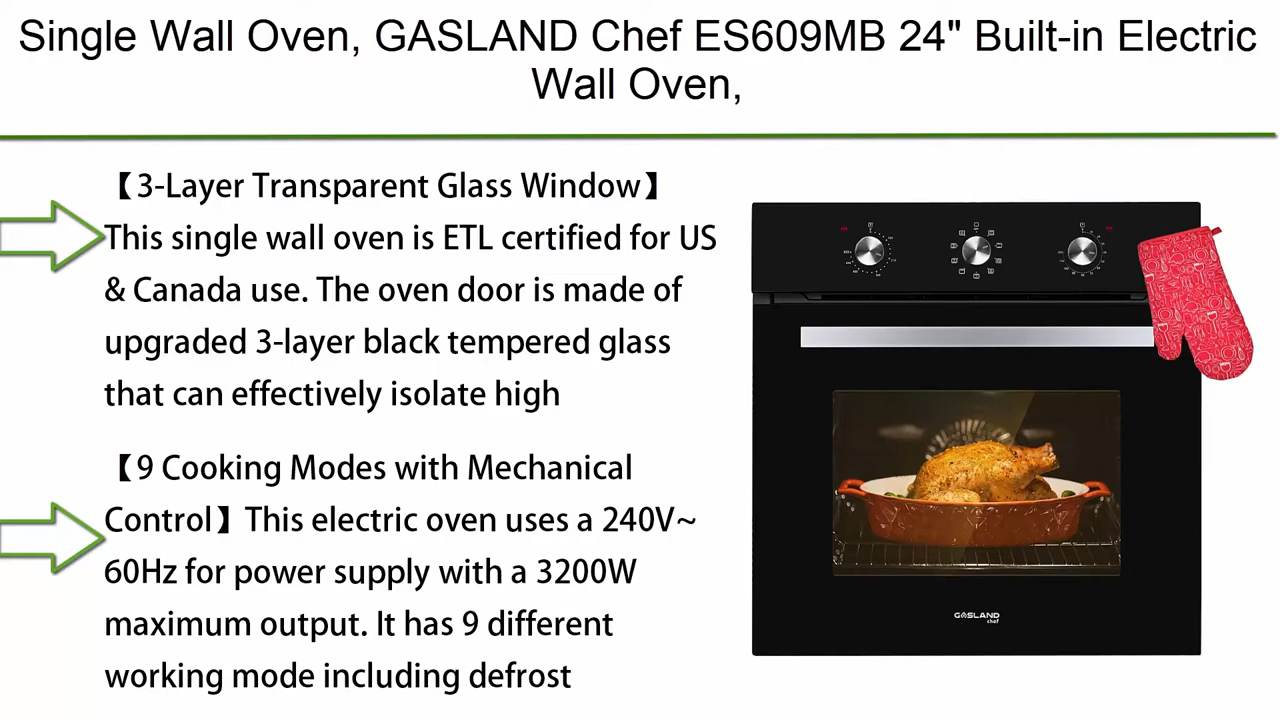 Single Wall Oven, GASLAND Chef ES609MB 24" Built-in Electric
Wall Oven,
【3-Layer Transparent Glass Window】
This single wall oven is ETL certified for US
& Canada use. The oven door is made of
upgraded 3-layer black tempered glass
that can effectively isolate high
【9 Cooking Modes with Mechanical
Control】This electric oven uses a 240V~
60Hz for power supply with a 3200W
maximum output. It has 9 different
working mode including defrost
GASLAND
chef